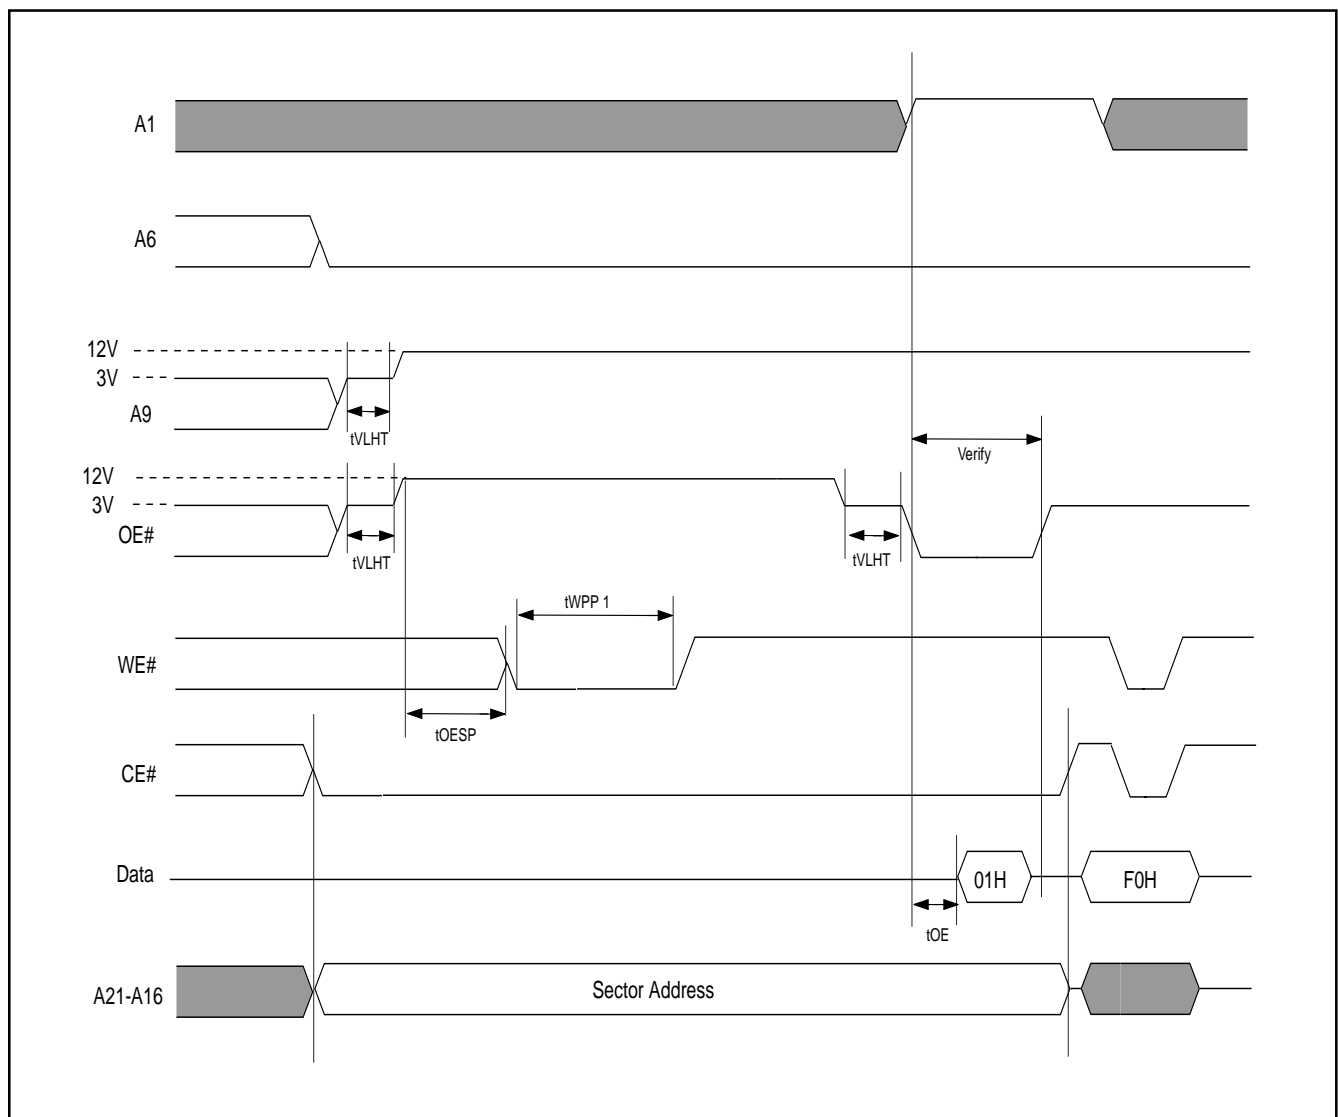 A1
A6
12V
3V
A9
tVLHT
Verify
12V
3V
OE#
tVLHT
tVLHT
tWPP 1
WE#
tOESP
CE#
Data
01H
F0H
tOE
A21-A16
Sector Address